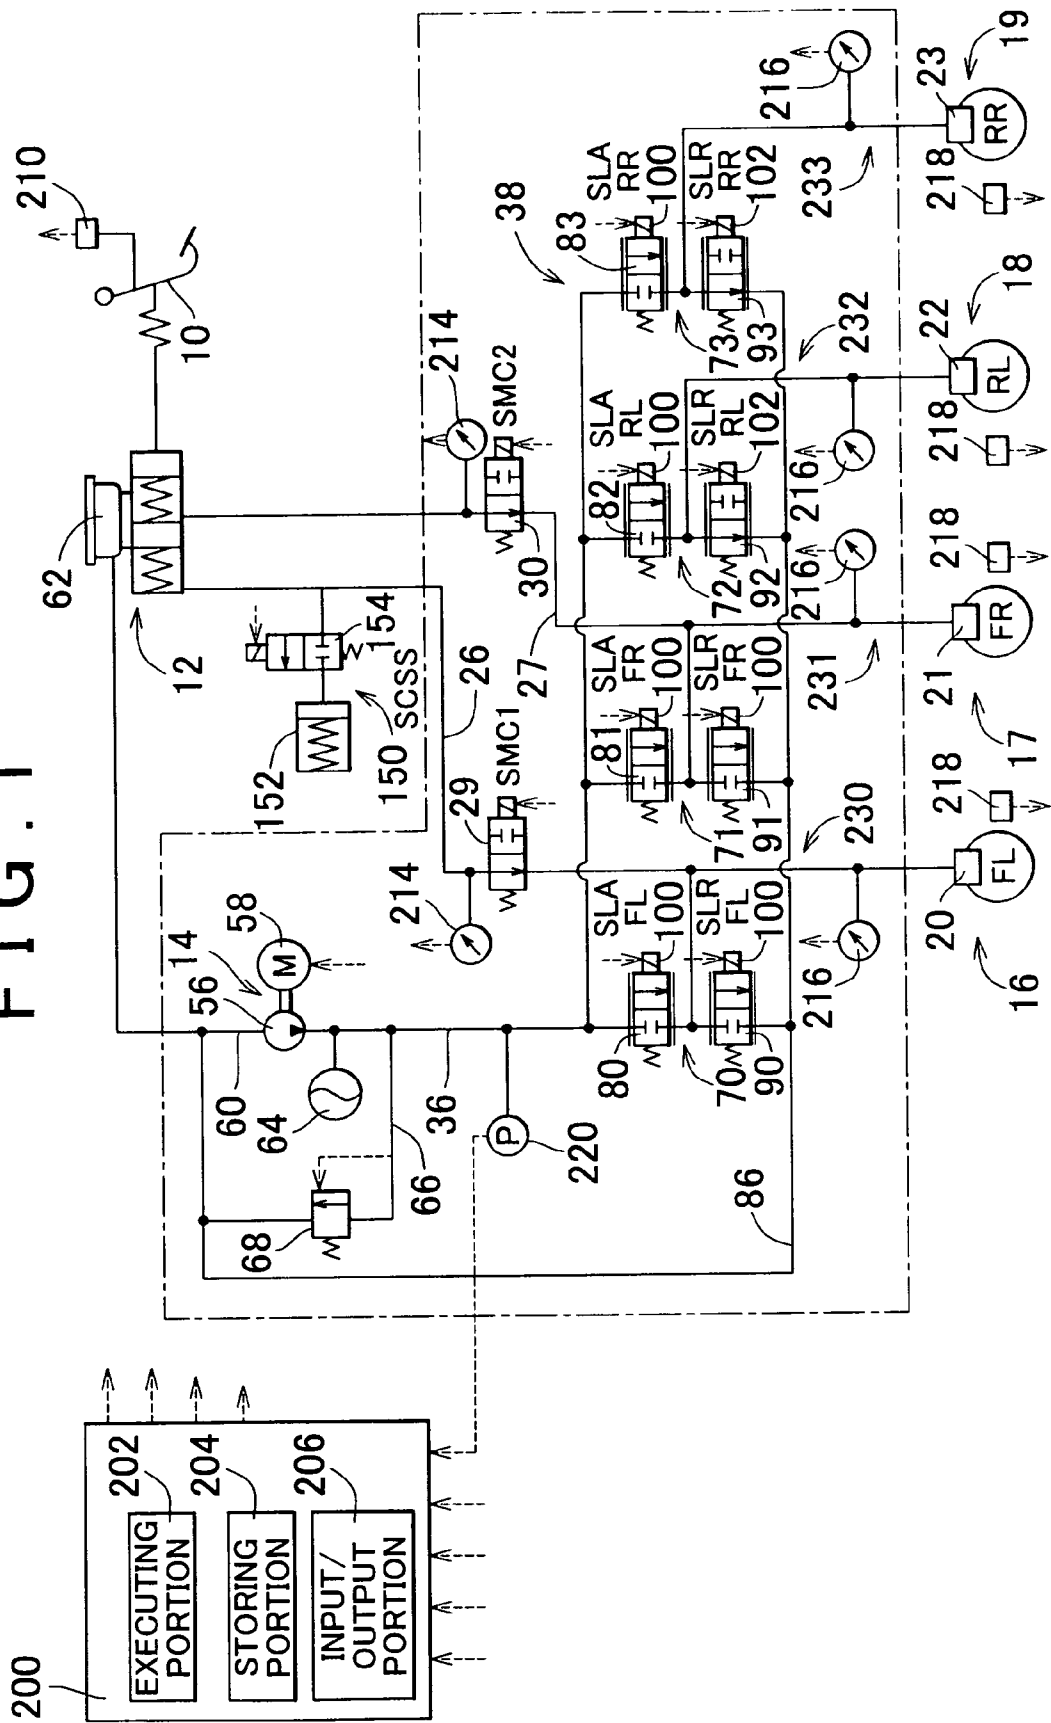 FIG. 1
200
EXECUTING
PORTION
202
STORING
PORTION
204
INPUT/
OUTPUT
PORTION
206
62
210
10
12
60
56
14
58
M
64
68
66
36
P
220
152
154
150
SCSS
26
27
214
29
SMC1
214
30
SMC2
38
SLA
FL
100
80
70
SLR
FL
100
90
SLA
FR
100
81
71
SLR
FR
100
91
SLA
RL
100
82
72
SLR
RL
102
92
SLA
RR
100
83
73
SLR
RR
102
93
86
216
230
216
231
216
232
216
233
20
FL
16
218
21
FR
17
218
22
RL
18
218
23
RR
19
218